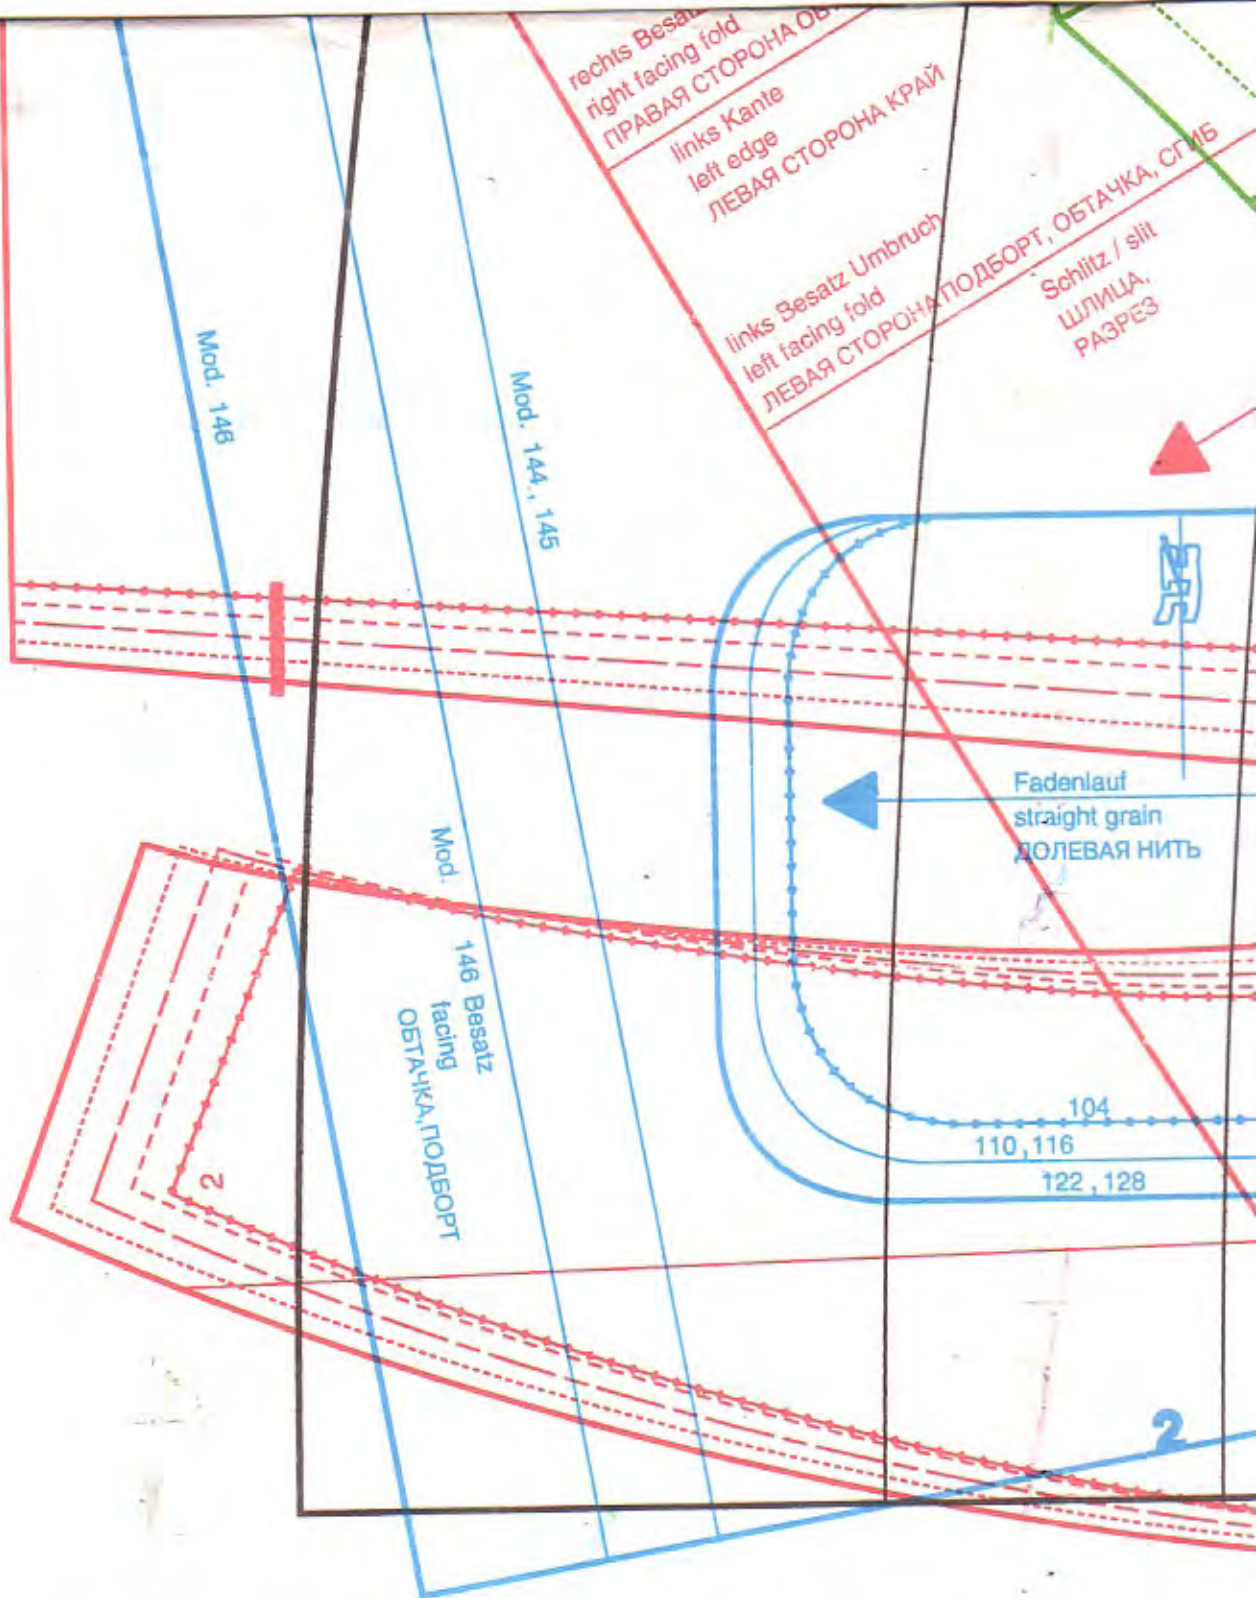 rechts
right facing fold
ПРАВАЯ СТОРОНА
links Kante
left edge
ЛЕВАЯ СТОРОНА КРАЙ
links Besatz Umbruch
left facing fold
ЛЕВАЯ СТОРОНА ПОДБОРТ, ОБТАЧКА, СГИБ
Schlitz / slit
ШЛИЦА,
РАЗРЕЗ
Mod. 146
Mod. 144, 145
Fadenlauf
straight grain
ДОЛЕВАЯ НИТЬ
Mod. 146 Besatz
facing
ОБТАЧКА,ПОДБОРТ
104
110,116
122,128
2
2